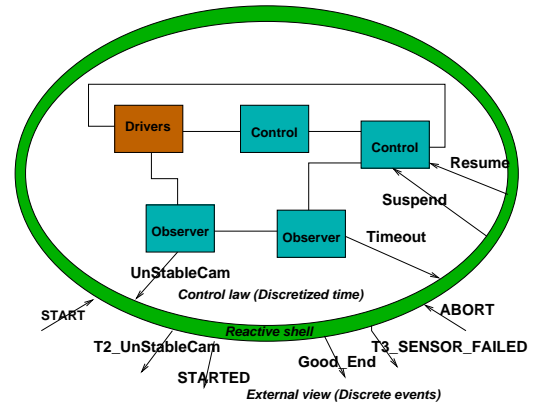 Drivers
Control
Control
Resume
Suspend
Observer
Observer
Timeout
UnStableCam
Control law (Discretized time)
START
ABORT
Reactive shell
T2_UnStableCam
T3_SENSOR_FAILED
Good_End
STARTED
External view (Discrete events)